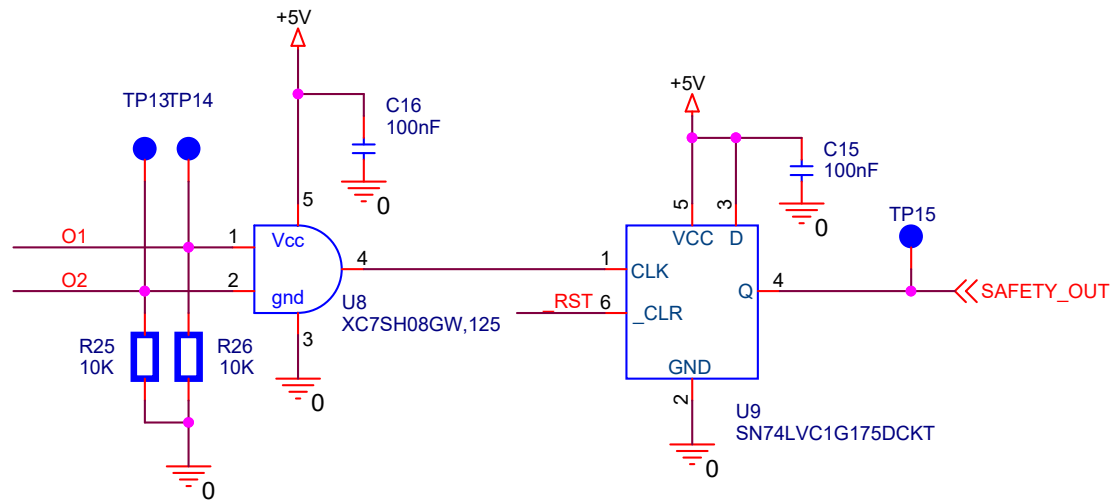 +5V
TP13TP14
C16
100nF
0
5
O1
1
Vcc
4
O2
2
gnd
U8
XC7SH08GW,125
3
R25
10K
R26
10K
0
0
+5V
C15
100nF
0
5
3
VCC
D
TP15
1
CLK
_RST
6
_CLR
Q
4
SAFETY_OUT
GND
2
U9
SN74LVC1G175DCKT
0